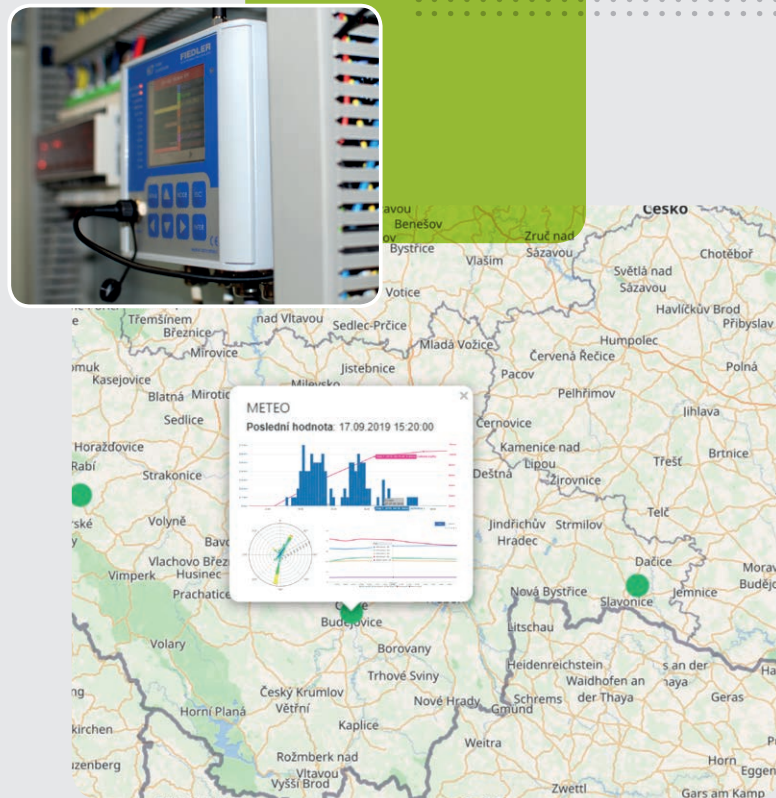 FIEDLER
Česko
Benešov
Zruč nad
Sázavou
Bystřice
Vlašim
Chotěboř
Světlá nad
Sázavou
Votice
Havlíčkův Brod
Třemšínem
nad Vltavou
Sedlec-Prčice
Přibyslav
Březnice
Mladá Vožice
Humpolec
Mirovice
Červená Řečice
Jistebnice
Polná
Pacov
Kasejovice
Milevsko
Pelhřimov
Blatná
Jihlava
Sedlice
METEO
Poslední hodnota: 17.09.2019 15:20:00
Černovice
Horažďovice
Kamenice nad
Lipou
Brtnice
Rabí
Třešť
Strakonice
Deštná
Žirovnice
Telč
Volyně
Jindřichův
Hradec
Strmilov
Vlachovo
Dačice
Vimperk
Husinec
Prachatice
Nová Bystřice
Slavonice
Jemnice
Budějovice
Litschau
Volary
Borovany
Heidenreichstein
Trhové Sviny
Waidhofen an
der Thaya
Český Krumlov
Větřní
Nové Hrady
Schrems
Geras
Horní Planá
Gmünd
Kaplice
Weitra
Rožmberk nad
Vltavou
Horn
Vyšší Brod
Zwettl
Gars am Kamp